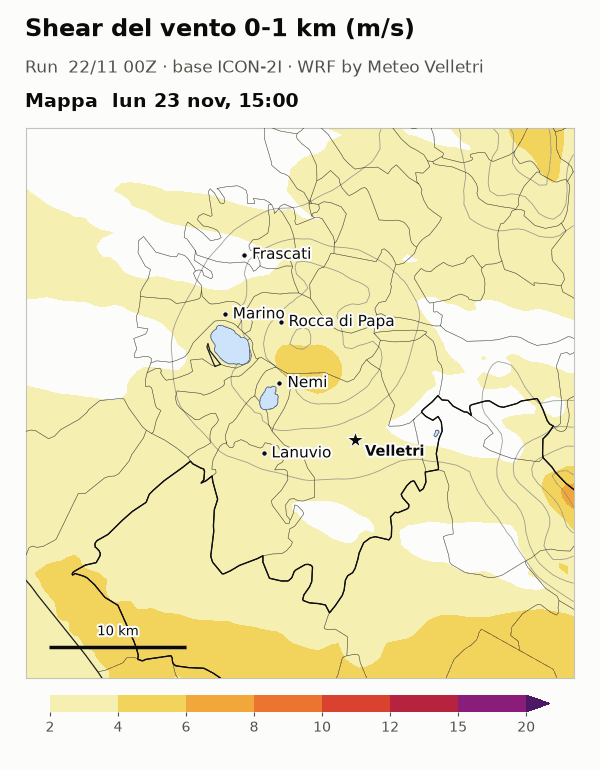 Shear del vento 0-1 km (m/s)
Run  22/11 00Z · base ICON-2I · WRF by Meteo Velletri
Mappa  lun 23 nov, 15:00
Frascati
Marino
Rocca di Papa
Nemi
Velletri
Lanuvio
10 km
2 4 6 8 10 12 15 20